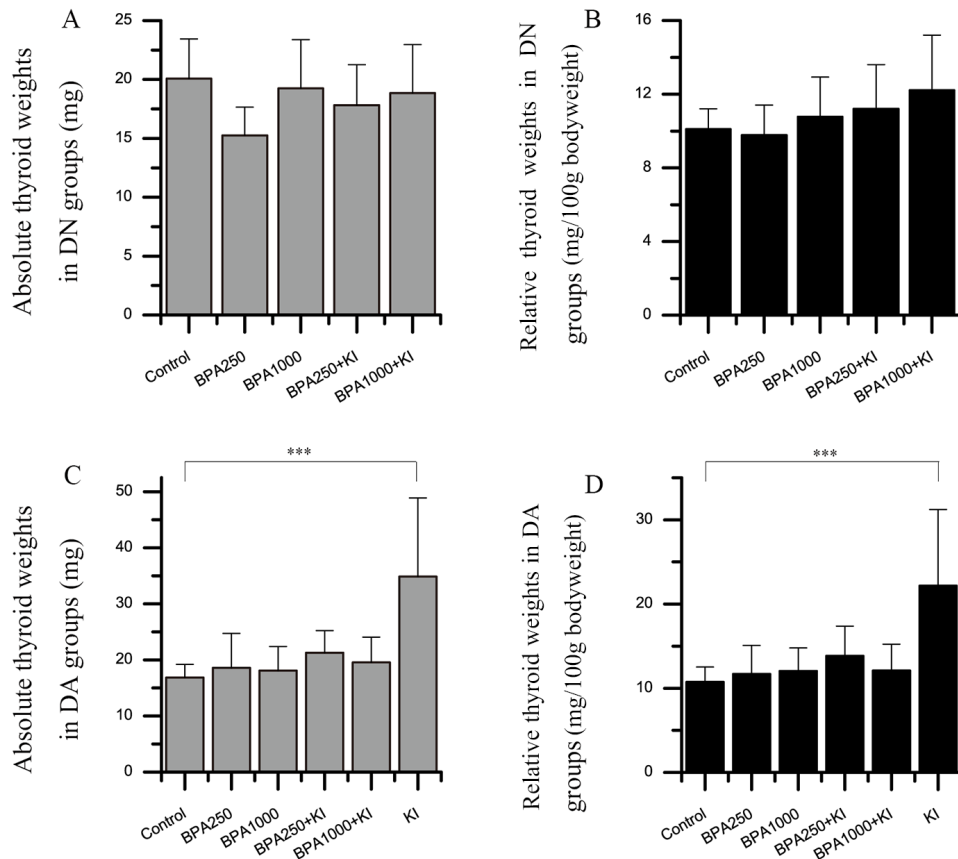 A
Absolute thyroid weights
in DN groups (mg)
25
20
15
10
5
0
Control
BPA250
BPA1000
BPA250+KI
BPA1000+KI
B
Relative thyroid weights in DN
groups (mg/100g bodyweight)
16
12
8
4
0
Control
BPA250
BPA1000
BPA250+KI
BPA1000+KI
C
***
Absolute thyroid weights
in DA groups (mg)
50
40
30
20
10
0
Control
BPA250
BPA1000
BPA250+KI
BPA1000+KI
KI
D
***
Relative thyroid weights in DA
groups (mg/100g bodyweight)
30
20
10
0
Control
BPA250
BPA1000
BPA250+KI
BPA1000+KI
KI